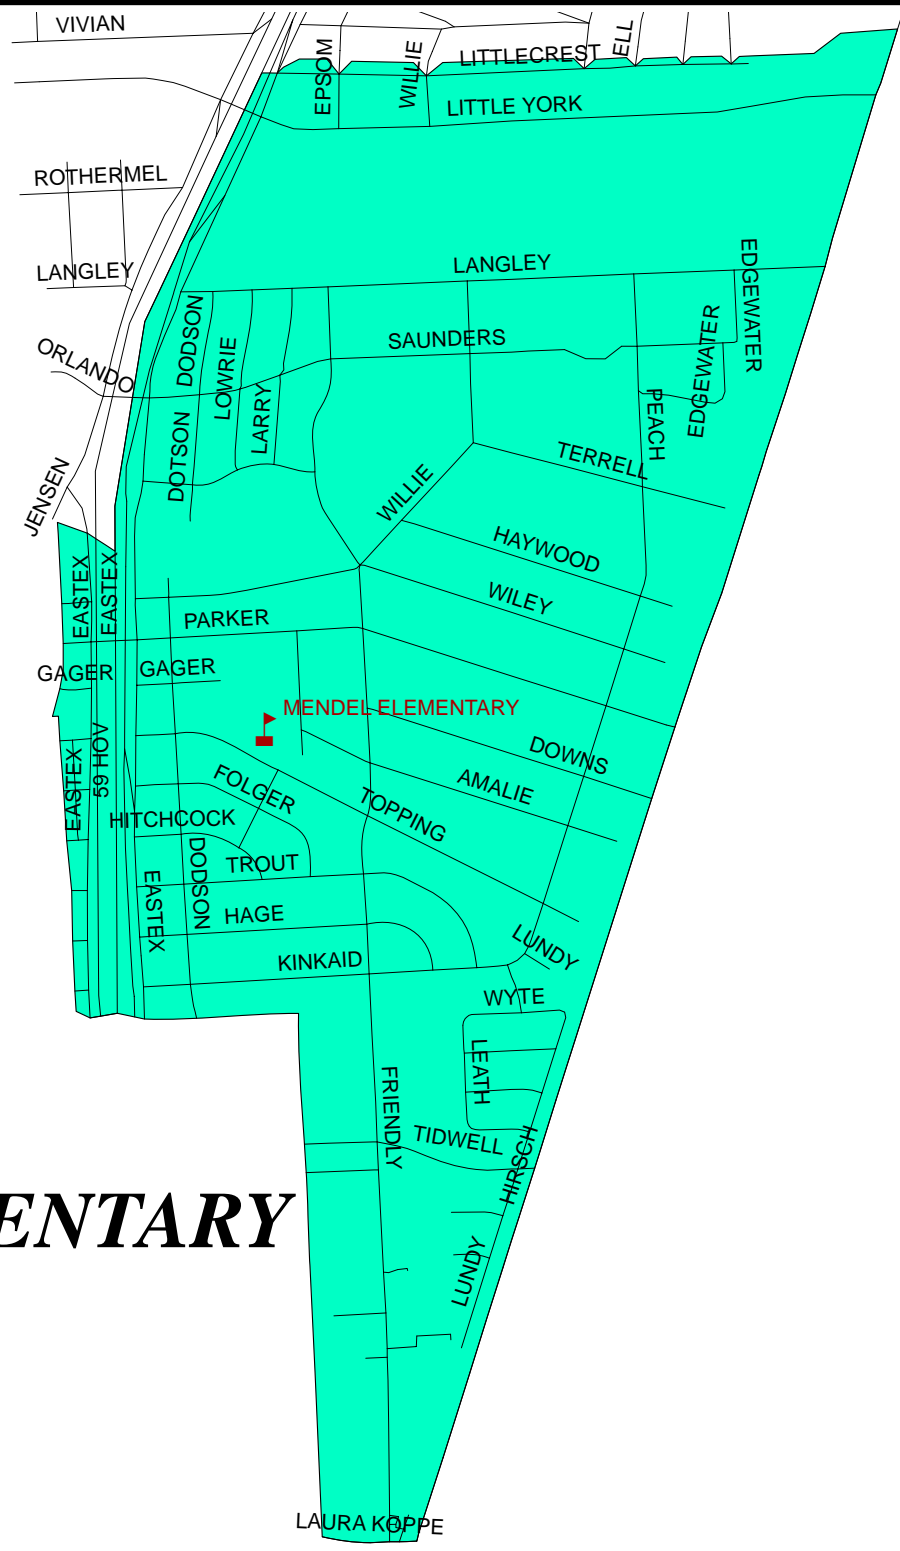 VIVIAN
EPSOM
WILLIE
LITTLECREST
ELL
LITTLE YORK
ROTHERMEL
LANGLEY
LANGLEY
EDGEWATER
ORLANDO
DODSON
LOWRIE
SAUNDERS
EDGEWATER
LARRY
PEACH
DOTSON
TERRELL
JENSEN
WILLIE
HAYWOOD
EASTEX
EASTEX
WILEY
PARKER
GAGER
GAGER
MENDEL ELEMENTARY
59 HOV
DOWNS
EASTEX
FOLGER
AMALIE
TOPPING
HITCHCOCK
DODSON
TROUT
EASTEX
HAGE
LUNDY
KINKAID
WYTE
LEATH
FRIENDLY
TIDWELL
HIRSCH
ENTARY
LUNDY
LAURA KOPPE